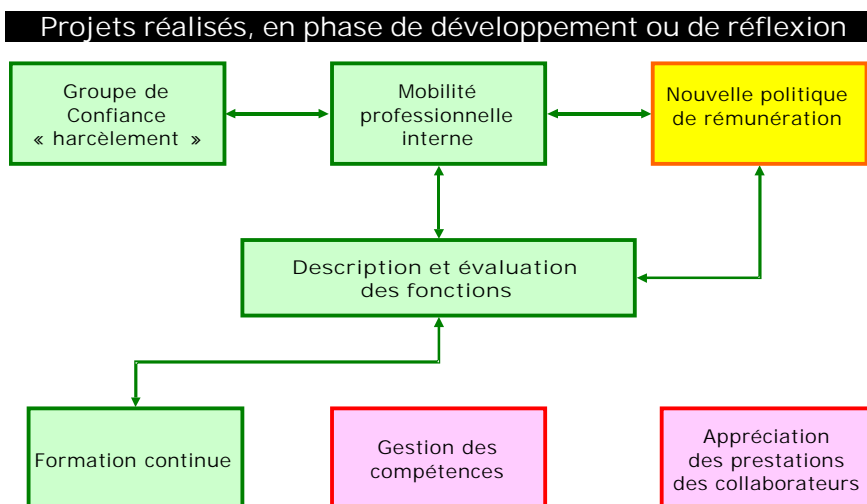 Projets réalisés, en phase de développement ou de réflexion
Groupe de
Confiance
« harcèlement »
Mobilité
professionnelle
interne
Nouvelle politique
de rémunération
Description et évaluation
des fonctions
Formation continue
Gestion des
compétences
Appréciation
des prestations
des collaborateurs